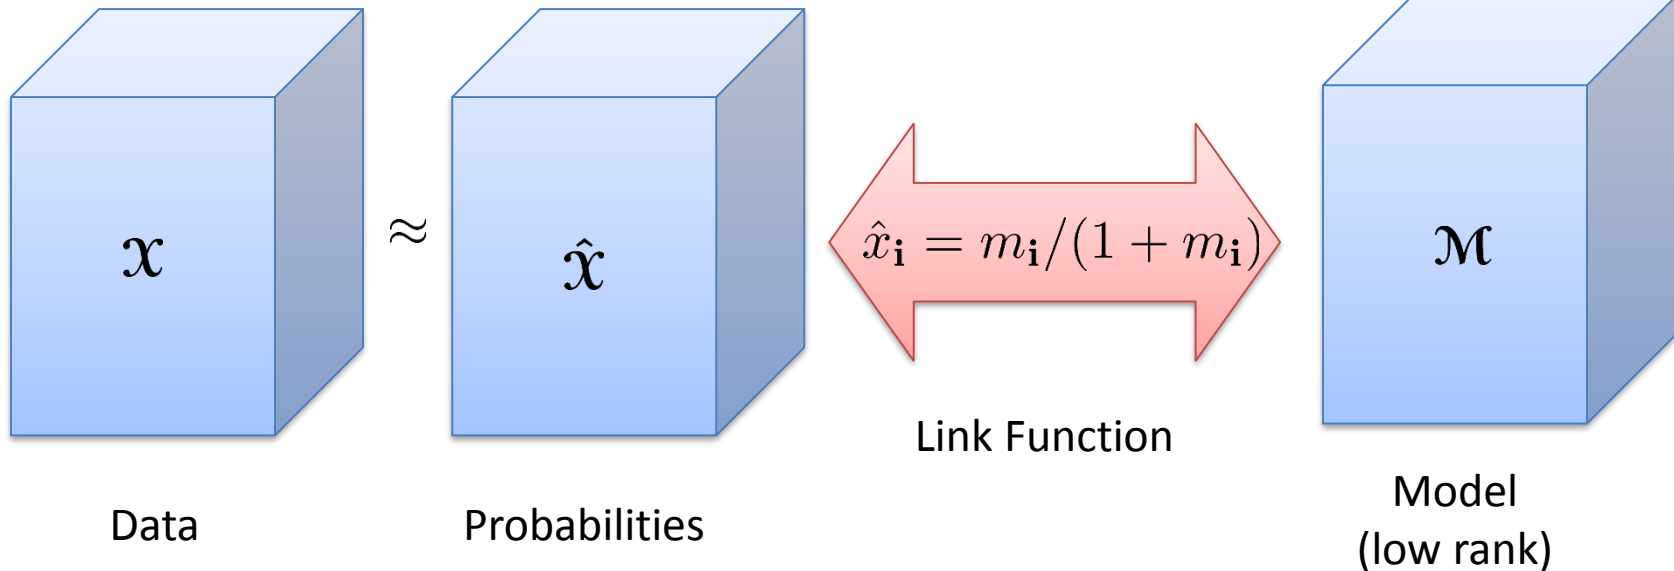 𝒳
≈
𝒳̂
x̂ᵢ = mᵢ/(1 + mᵢ)
ℳ
Link Function
Data
Probabilities
Model
(low rank)